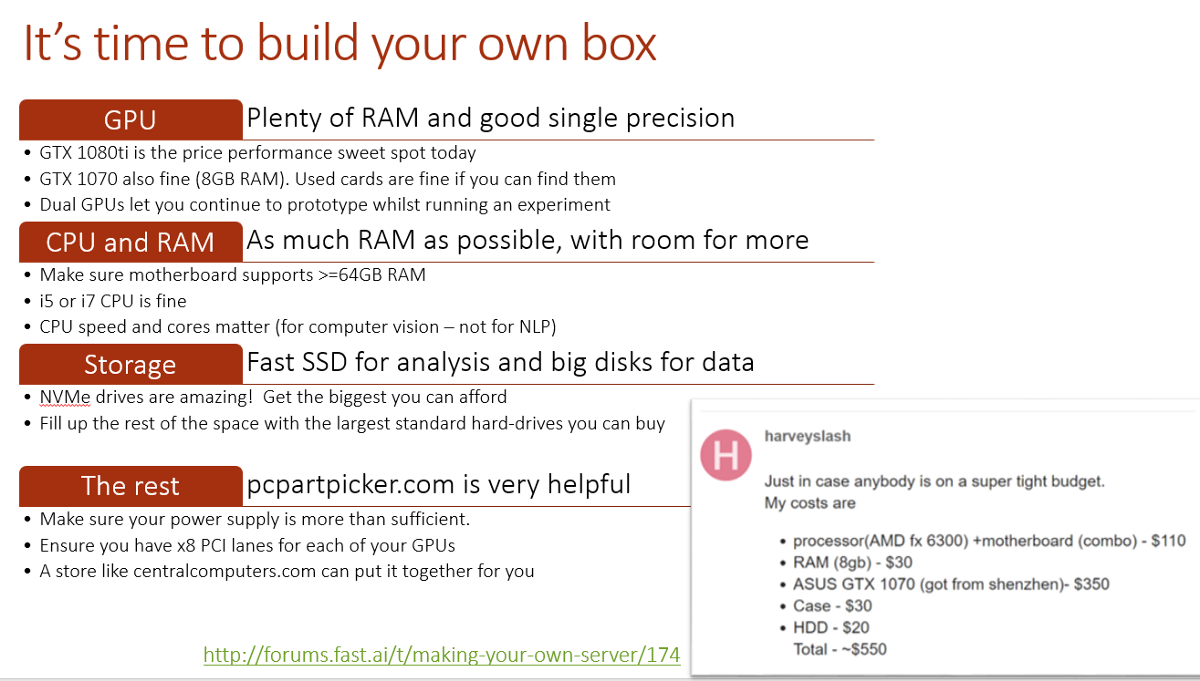 It’s time to build your own box
GPU
Plenty of RAM and good single precision
• GTX 1080ti is the price performance sweet spot today
• GTX 1070 also fine (8GB RAM). Used cards are fine if you can find them
• Dual GPUs let you continue to prototype whilst running an experiment
CPU and RAM
As much RAM as possible, with room for more
• Make sure motherboard supports >=64GB RAM
• i5 or i7 CPU is fine
• CPU speed and cores matter (for computer vision – not for NLP)
Storage
Fast SSD for analysis and big disks for data
• NVMe drives are amazing!  Get the biggest you can afford
• Fill up the rest of the space with the largest standard hard-drives you can buy
The rest
pcpartpicker.com is very helpful
• Make sure your power supply is more than sufficient.
• Ensure you have x8 PCI lanes for each of your GPUs
• A store like centralcomputers.com can put it together for you
http://forums.fast.ai/t/making-your-own-server/174
H
harveyslash
Just in case anybody is on a super tight budget.
My costs are
• processor(AMD fx 6300) +motherboard (combo) - $110
• RAM (8gb) - $30
• ASUS GTX 1070 (got from shenzhen)- $350
• Case - $30
• HDD - $20
Total - ~$550